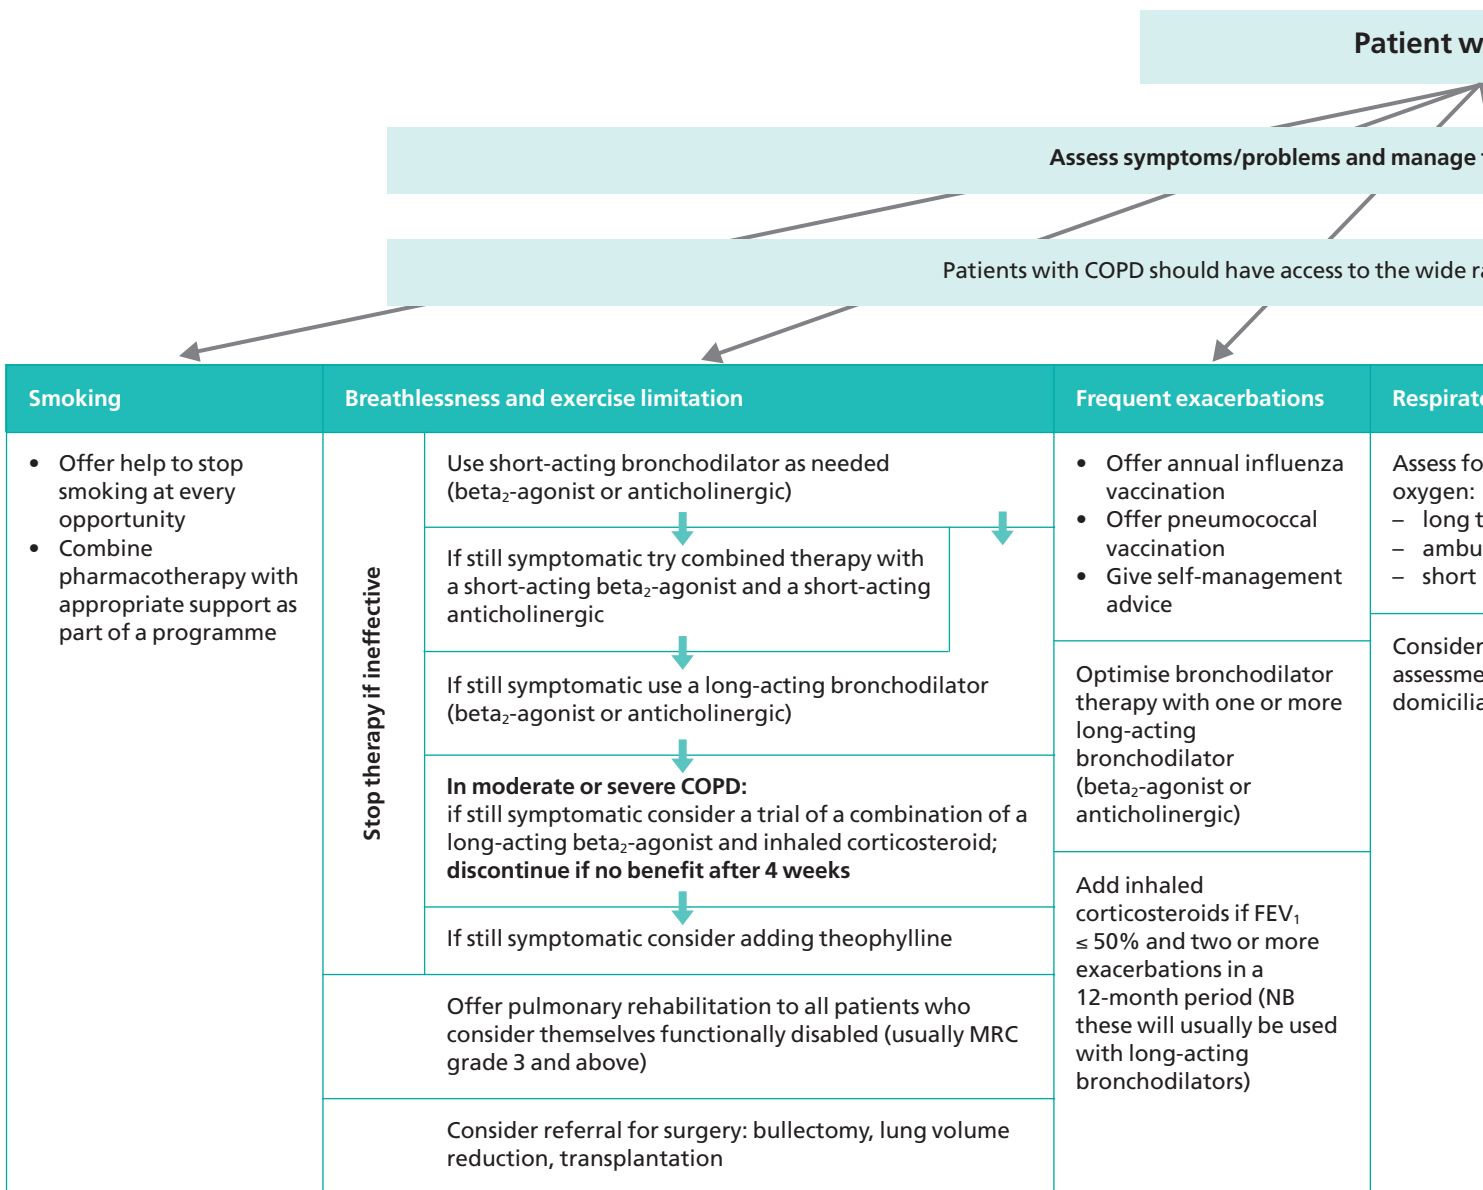 Patient w
Assess symptoms/problems and manage
Patients with COPD should have access to the wide ra
Smoking
• Offer help to stop
smoking at every
opportunity
• Combine
pharmacotherapy with
appropriate support as
part of a programme
Breathlessness and exercise limitation
Stop therapy if ineffective
Use short-acting bronchodilator as needed
(beta₂-agonist or anticholinergic)
If still symptomatic try combined therapy with
a short-acting beta₂-agonist and a short-acting
anticholinergic
If still symptomatic use a long-acting bronchodilator
(beta₂-agonist or anticholinergic)
In moderate or severe COPD:
if still symptomatic consider a trial of a combination of a
long-acting beta₂-agonist and inhaled corticosteroid;
discontinue if no benefit after 4 weeks
If still symptomatic consider adding theophylline
Offer pulmonary rehabilitation to all patients who
consider themselves functionally disabled (usually MRC
grade 3 and above)
Consider referral for surgery: bullectomy, lung volume
reduction, transplantation
Frequent exacerbations
• Offer annual influenza
vaccination
• Offer pneumococcal
vaccination
• Give self-management
advice
Optimise bronchodilator
therapy with one or more
long-acting
bronchodilator
(beta₂-agonist or
anticholinergic)
Add inhaled
corticosteroids if FEV₁
≤ 50% and two or more
exacerbations in a
12-month period (NB
these will usually be used
with long-acting
bronchodilators)
Respirat
Assess fo
oxygen:
– long t
– ambu
– short
Consider
assessme
domicilia